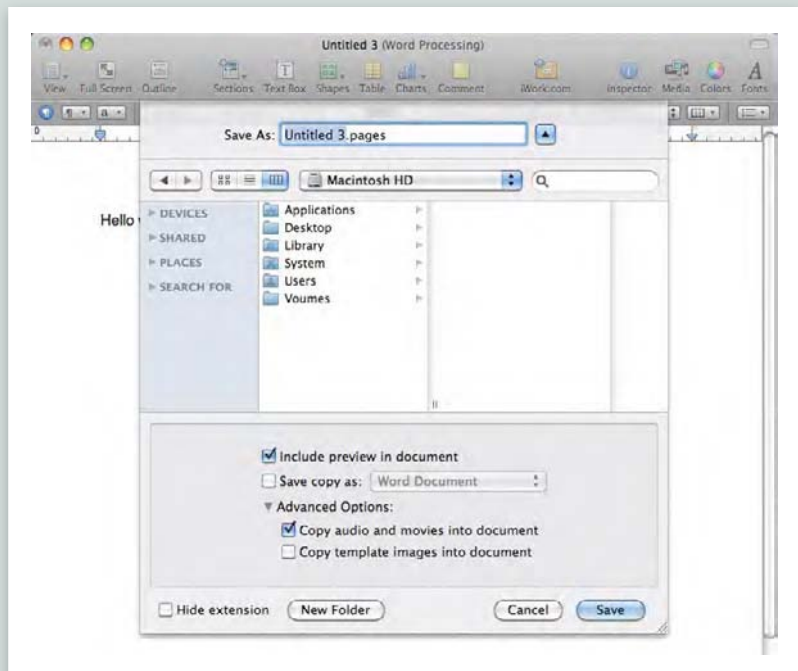 Untitled 3 (Word Processing)
View Full Screen Outline Sections Text Box Shapes Table Charts Comment iWork.com Inspector Media Colors Fonts
a
0
Save As: Untitled 3.pages
Macintosh HD
Hello
DEVICES
SHARED
PLACES
SEARCH FOR
Applications
Desktop
Library
System
Users
Voumes
Include preview in document
Save copy as: Word Document
Advanced Options:
Copy audio and movies into document
Copy template images into document
Hide extension New Folder Cancel Save